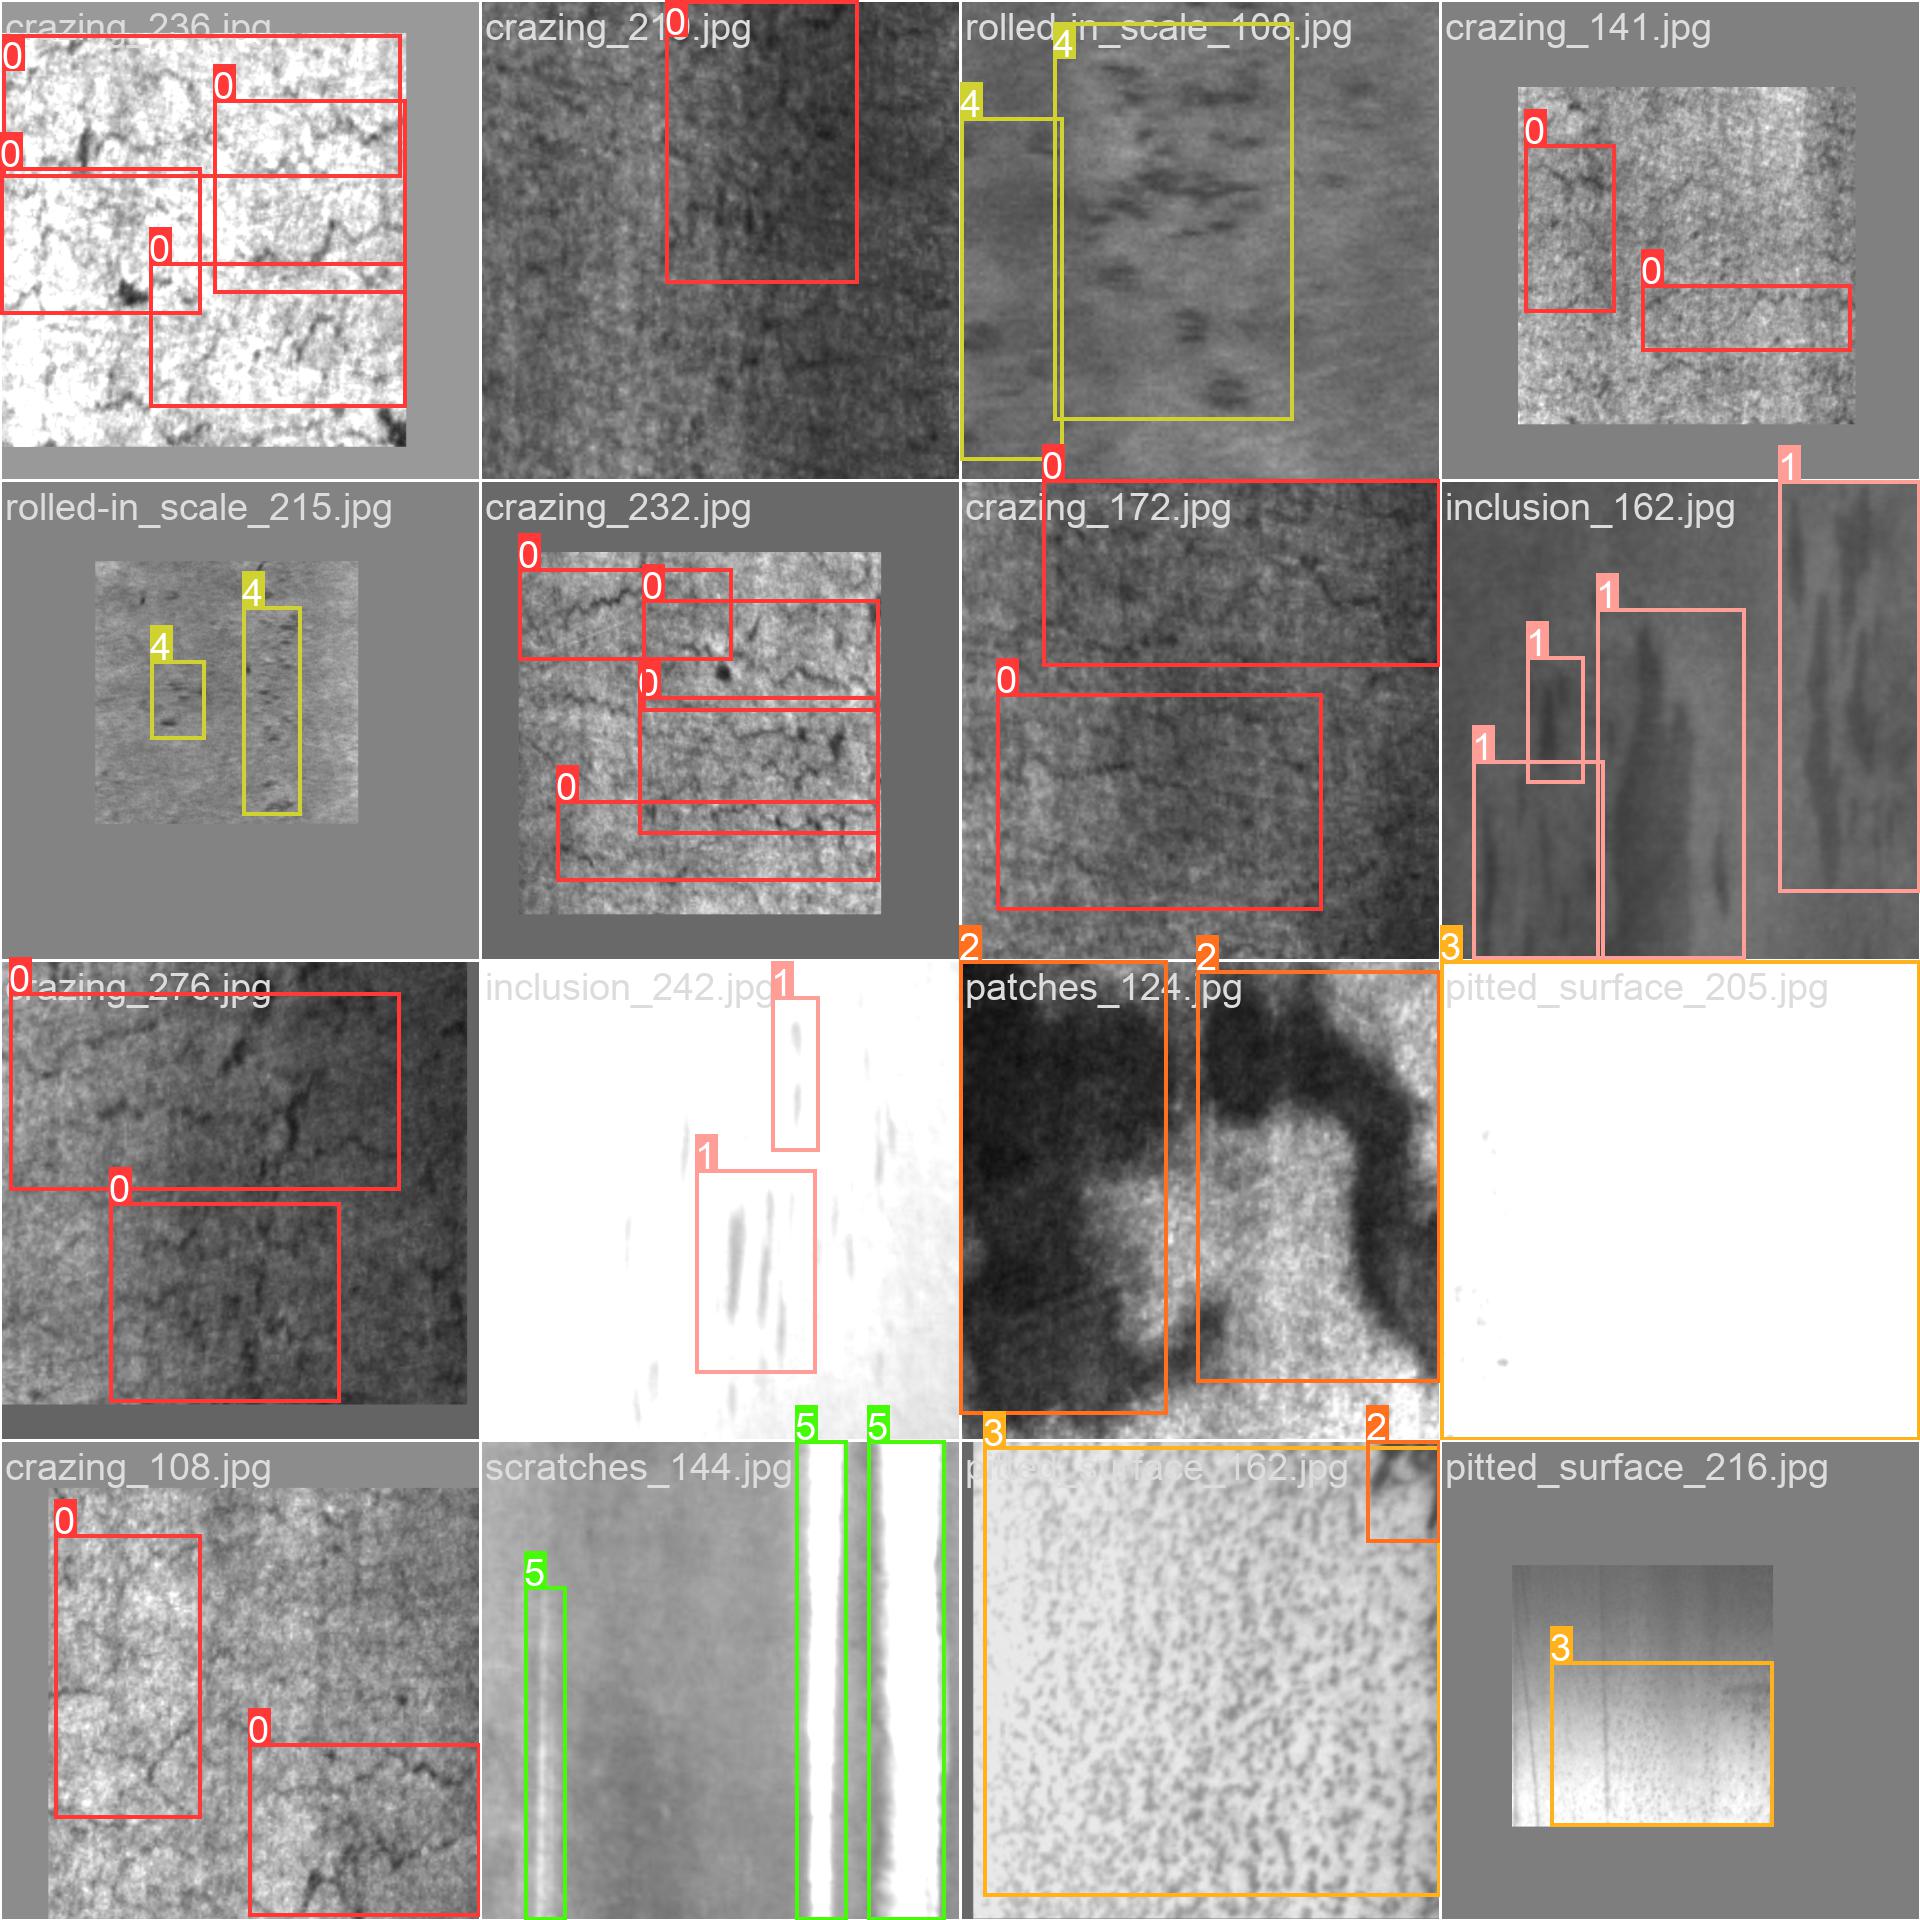 crazing_236.jpg
0
0
0
0
crazing_219.jpg
0
rolled-in_scale_108.jpg
4
4
crazing_141.jpg
0
0
rolled-in_scale_215.jpg
4
4
crazing_232.jpg
0
0
0
0
crazing_172.jpg
0
0
inclusion_162.jpg
1
1
1
1
crazing_276.jpg
0
0
inclusion_242.jpg
1
1
patches_124.jpg
2
2
pitted_surface_205.jpg
3
crazing_108.jpg
0
0
scratches_144.jpg
5
5
5
pitted_surface_162.jpg
3
2
pitted_surface_216.jpg
3